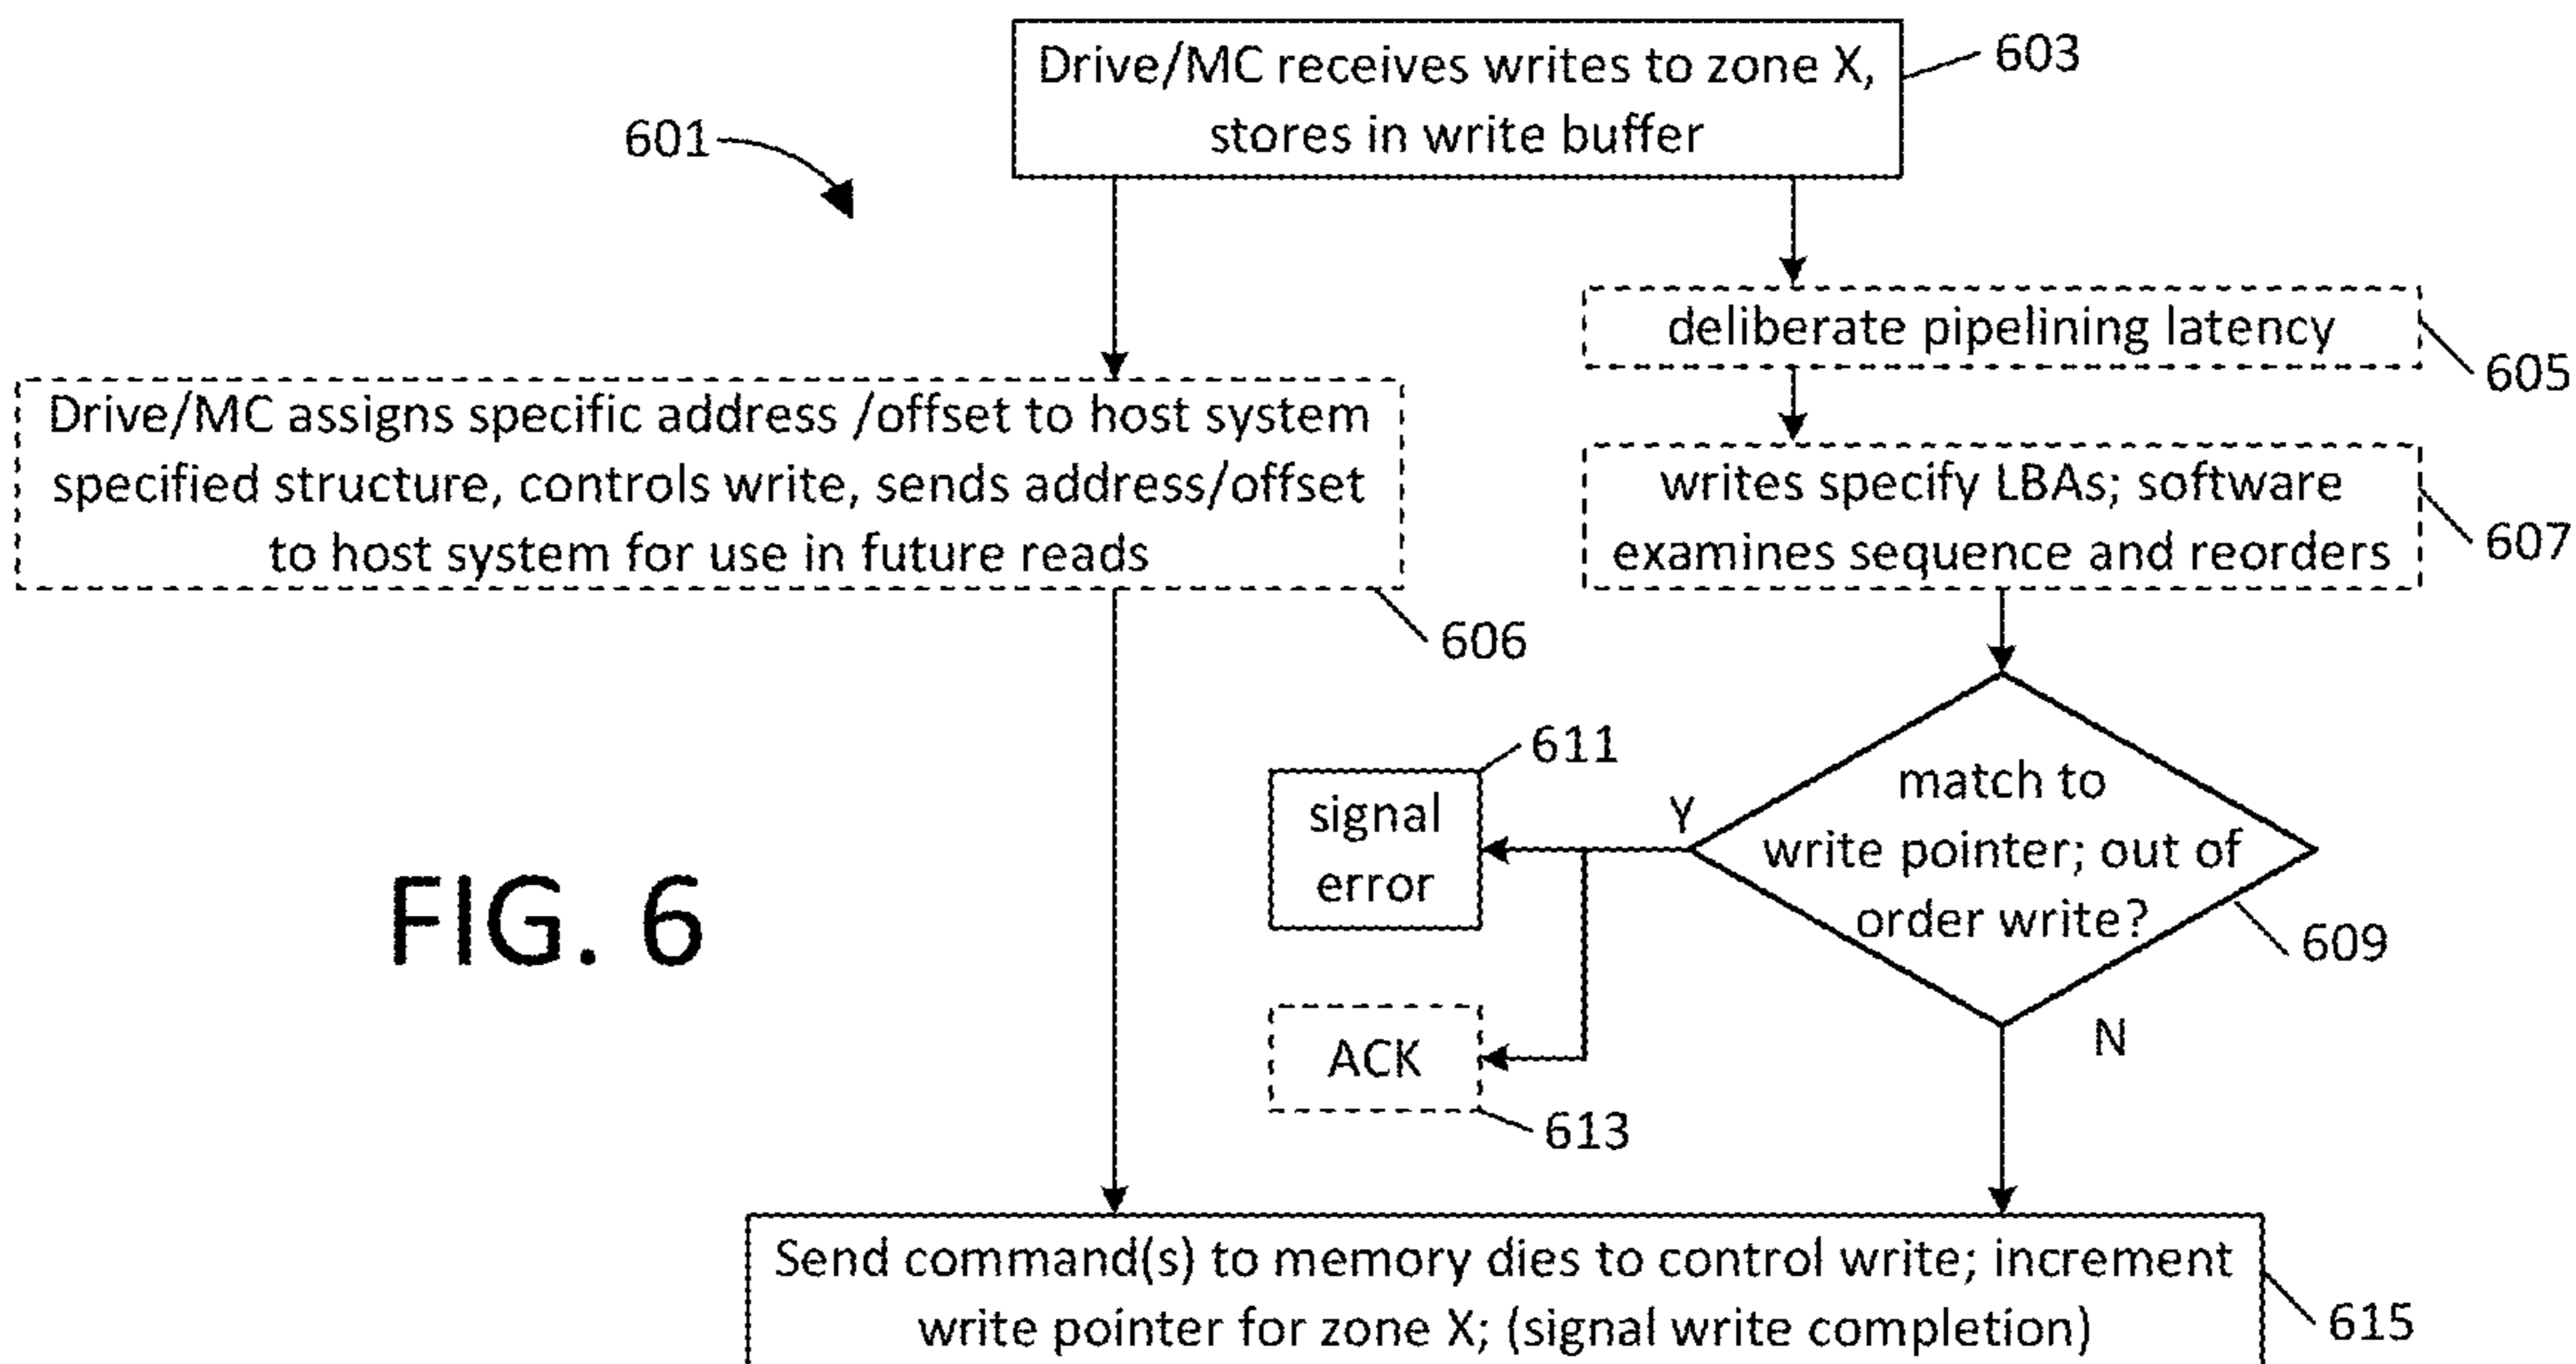 Drive/MC receives writes to zone X,
stores in write buffer
603
601
deliberate pipelining latency
605
Drive/MC assigns specific address /offset to host system
specified structure, controls write, sends address/offset
to host system for use in future reads
606
writes specify LBAs; software
examines sequence and reorders
607
611
signal
error
Y
match to
write pointer; out of
order write?
609
FIG. 6
ACK
613
N
Send command(s) to memory dies to control write; increment
write pointer for zone X; (signal write completion)
615